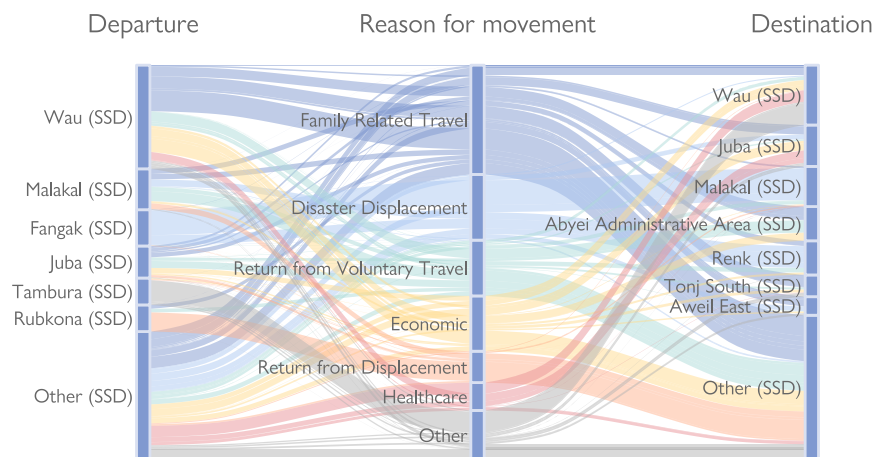 Departure
Reason for movement
Destination
Wau (SSD)
Malakal (SSD)
Fangak (SSD)
Juba (SSD)
Tambura (SSD)
Rubkona (SSD)
Other (SSD)
Family Related Travel
Disaster Displacement
Return from Voluntary Travel
Economic
Return from Displacement
Healthcare
Other
Wau (SSD)
Juba (SSD)
Malakal (SSD)
Abyei Administrative Area (SSD)
Renk (SSD)
Tonj South (SSD)
Aweil East (SSD)
Other (SSD)